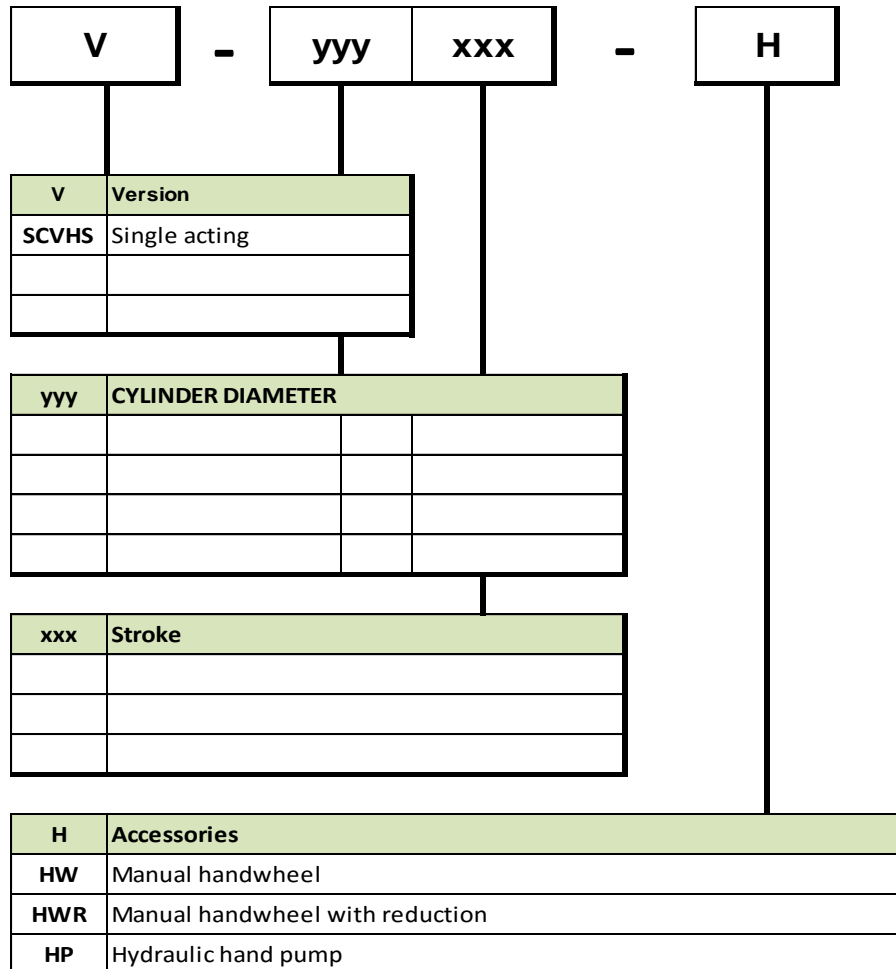 V - yyy xxx - H
V Version
SCVHS Single acting
yyy CYLINDER DIAMETER
xxx Stroke
H Accessories
HW Manual handwheel
HWR Manual handwheel with reduction
HP Hydraulic hand pump